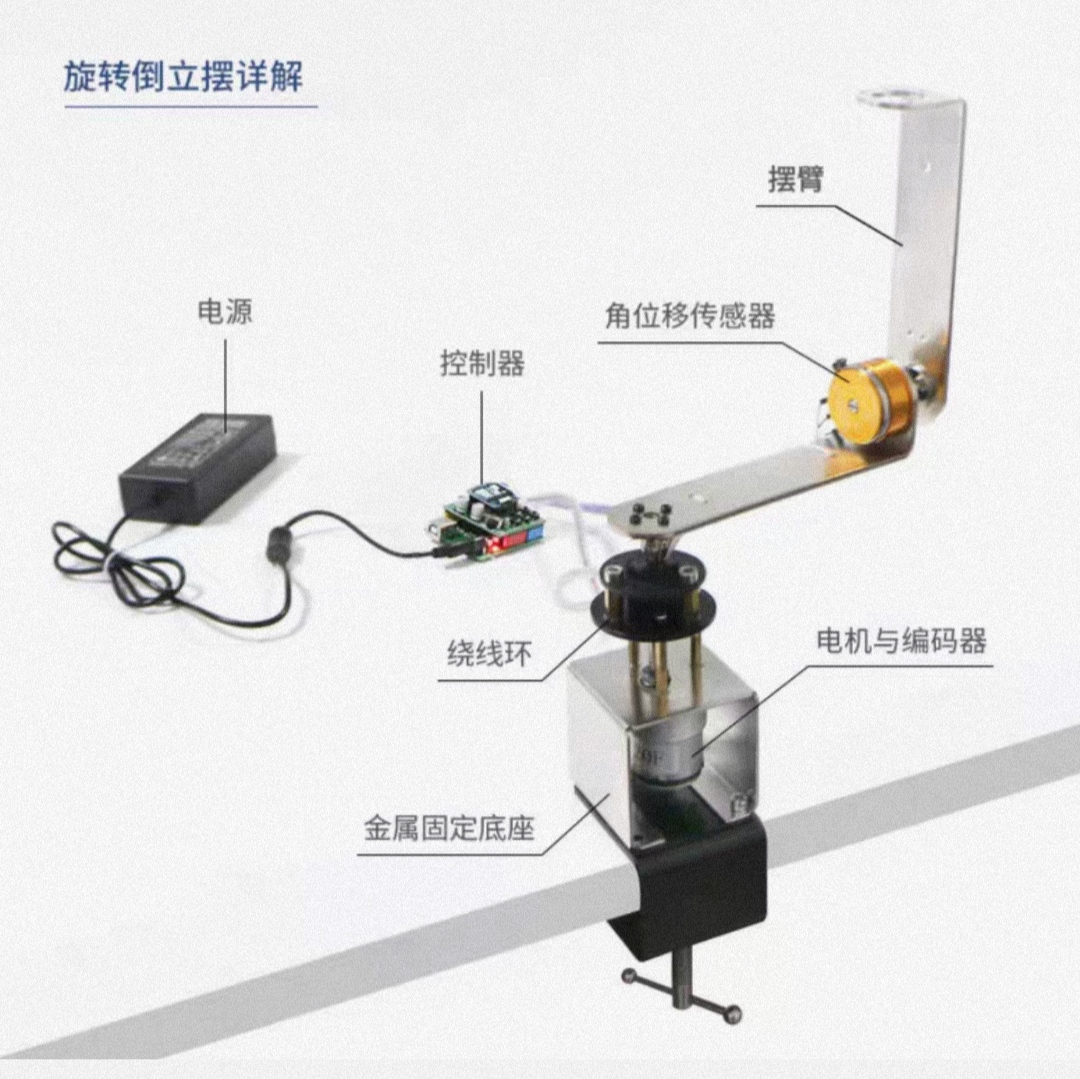 旋转倒立摆详解
摆臂
电源
角位移传感器
控制器
绕线环
电机与编码器
金属固定底座